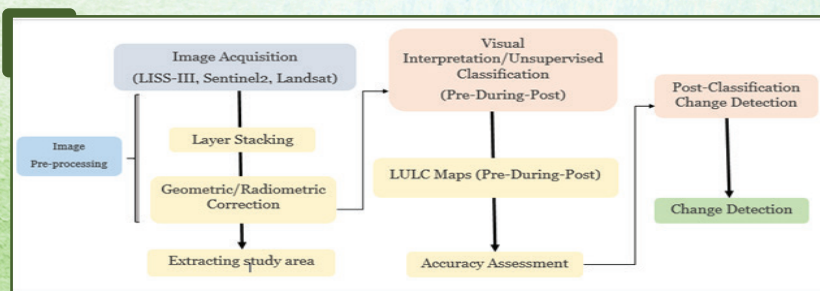 Image Acquisition
(LISS-III, Sentinel2, Landsat)
Image
Pre-processing
Layer Stacking
Geometric/Radiometric
Correction
Extracting study area
Visual
Interpretation/Unsupervised
Classification
(Pre-During-Post)
LULC Maps (Pre-During-Post)
Accuracy Assessment
Post-Classification
Change Detection
Change Detection